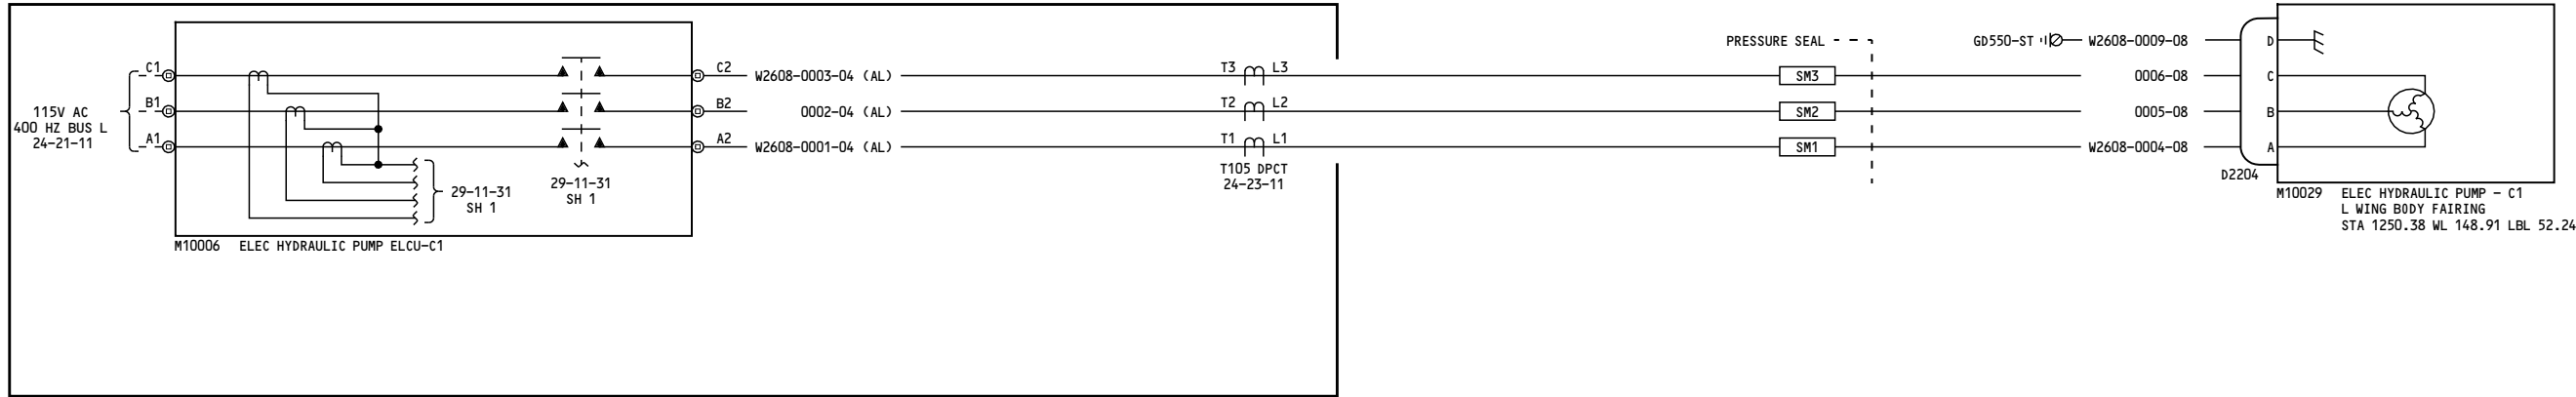 115V AC
400 HZ BUS L
24-21-11
C1
B1
A1
29-11-31
SH 1
29-11-31
SH 1
M10006 ELEC HYDRAULIC PUMP ELCU-C1
C2 W2608-0003-04 (AL)
B2 0002-04 (AL)
A2 W2608-0001-04 (AL)
T3 L3
T2 L2
T1 L1
T105 DPCT
24-23-11
PRESSURE SEAL
SM3
SM2
SM1
GD550-ST W2608-0009-08 D
0006-08 C
0005-08 B
W2608-0004-08 A
D2204
M10029 ELEC HYDRAULIC PUMP - C1
L WING BODY FAIRING
STA 1250.38 WL 148.91 LBL 52.24